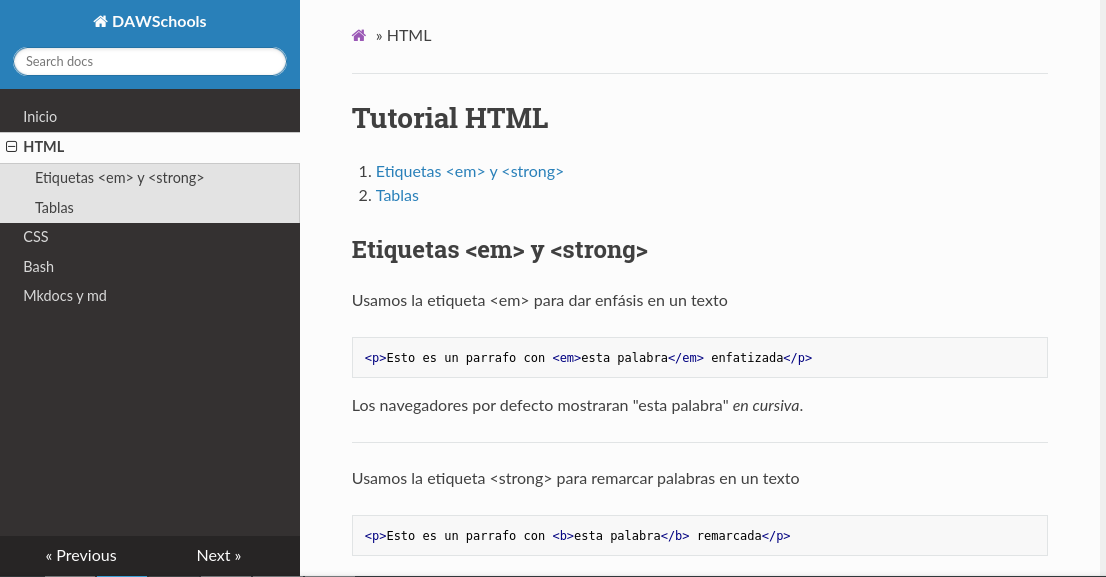 DAWSchools
Search docs
Inicio
HTML
Etiquetas <em> y <strong>
Tablas
CSS
Bash
Mkdocs y md
« Previous
Next »
» HTML
Tutorial HTML
1. Etiquetas <em> y <strong>
2. Tablas
Etiquetas <em> y <strong>
Usamos la etiqueta <em> para dar enfásis en un texto
<p>Esto es un parrafo con <em>esta palabra</em> enfatizada</p>
Los navegadores por defecto mostraran "esta palabra" en cursiva.
Usamos la etiqueta <strong> para remarcar palabras en un texto
<p>Esto es un parrafo con <b>esta palabra</b> remarcada</p>